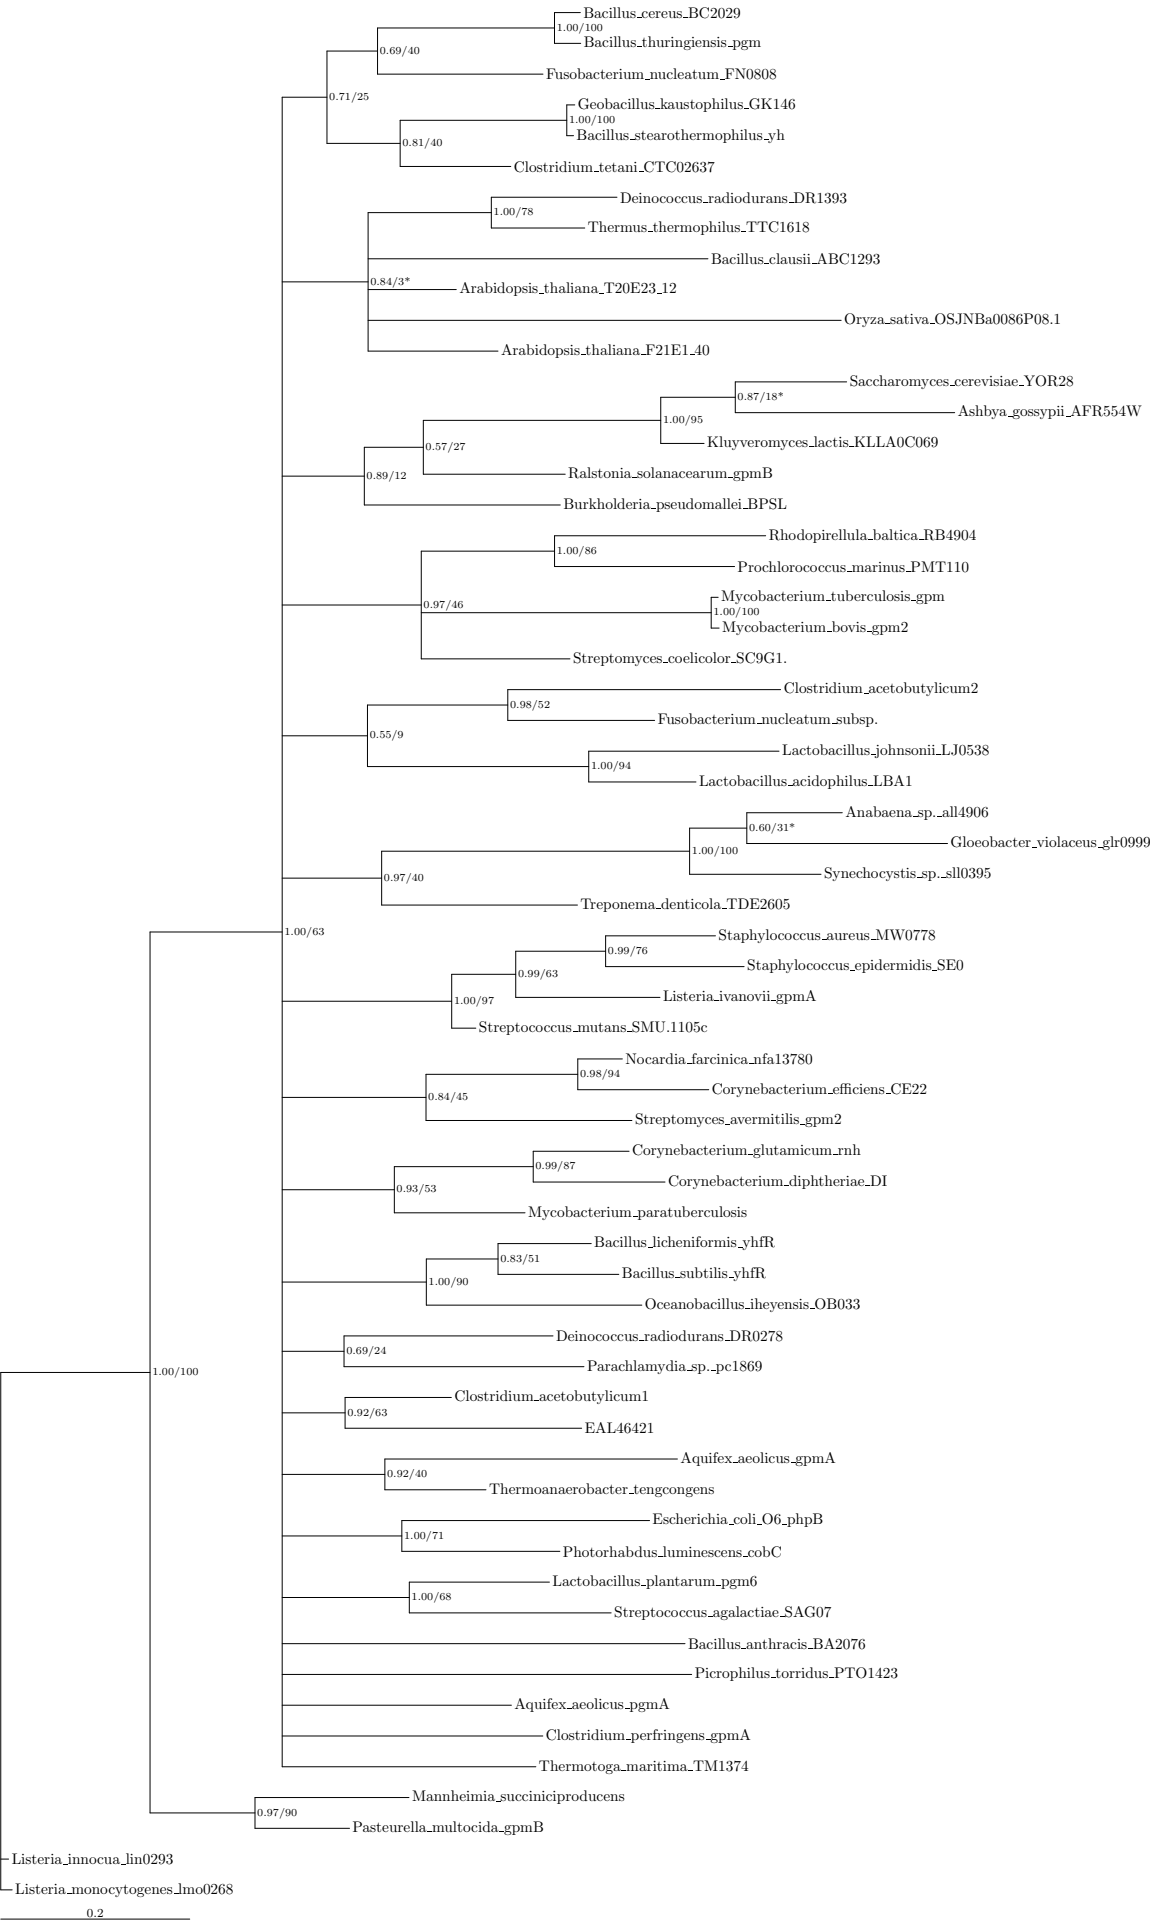 Bacillus_cereus_BC2029
1.00/100
Bacillus_thuringiensis_pgm
0.69/40
Fusobacterium_nucleatum_FN0808
0.71/25
Geobacillus_kaustophilus_GK146
1.00/100
Bacillus_stearothermophilus_yh
0.81/40
Clostridium_tetani_CTC02637
Deinococcus_radiodurans_DR1393
1.00/78
Thermus_thermophilus_TTC1618
Bacillus_clausii_ABC1293
0.84/3*
Arabidopsis_thaliana_T20E23_12
Oryza_sativa_OSJNBa0086P08.1
Arabidopsis_thaliana_F21E1_40
Saccharomyces_cerevisiae_YOR28
0.87/18*
Ashbya_gossypii_AFR554W
1.00/95
Kluyveromyces_lactis_KLLA0C069
0.57/27
Ralstonia_solanacearum_gpmB
0.89/12
Burkholderia_pseudomallei_BPSL
Rhodopirellula_baltica_RB4904
1.00/86
Prochlorococcus_marinus_PMT110
Mycobacterium_tuberculosis_gpm
0.97/46
1.00/100
Mycobacterium_bovis_gpm2
Streptomyces_coelicolor_SC9G1.
Clostridium_acetobutylicum2
0.98/52
Fusobacterium_nucleatum_subsp.
0.55/9
Lactobacillus_johnsonii_LJ0538
1.00/94
Lactobacillus_acidophilus_LBA1
Anabaena_sp._all4906
0.60/31*
Gloeobacter_violaceus_glr0999
1.00/100
Synechocystis_sp._sll0395
0.97/40
Treponema_denticola_TDE2605
1.00/63
Staphylococcus_aureus_MW0778
0.99/76
Staphylococcus_epidermidis_SE0
0.99/63
Listeria_ivanovii_gpmA
1.00/97
Streptococcus_mutans_SMU.1105c
Nocardia_farcinica_nfa13780
0.98/94
Corynebacterium_efficiens_CE22
0.84/45
Streptomyces_avermitilis_gpm2
Corynebacterium_glutamicum_rnh
0.99/87
Corynebacterium_diphtheriae_DI
0.93/53
Mycobacterium_paratuberculosis
Bacillus_licheniformis_yhfR
0.83/51
Bacillus_subtilis_yhfR
1.00/90
Oceanobacillus_iheyensis_OB033
Deinococcus_radiodurans_DR0278
0.69/24
Parachlamydia_sp._pc1869
1.00/100
Clostridium_acetobutylicum1
0.92/63
EAL46421
Aquifex_aeolicus_gpmA
0.92/40
Thermoanaerobacter_tengcongens
Escherichia_coli_O6_phpB
1.00/71
Photorhabdus_luminescens_cobC
Lactobacillus_plantarum_pgm6
1.00/68
Streptococcus_agalactiae_SAG07
Bacillus_anthracis_BA2076
Picrophilus_torridus_PTO1423
Aquifex_aeolicus_pgmA
Clostridium_perfringens_gpmA
Thermotoga_maritima_TM1374
Mannheimia_succiniciproducens
0.97/90
Pasteurella_multocida_gpmB
Listeria_innocua_lin0293
Listeria_monocytogenes_lmo0268
0.2